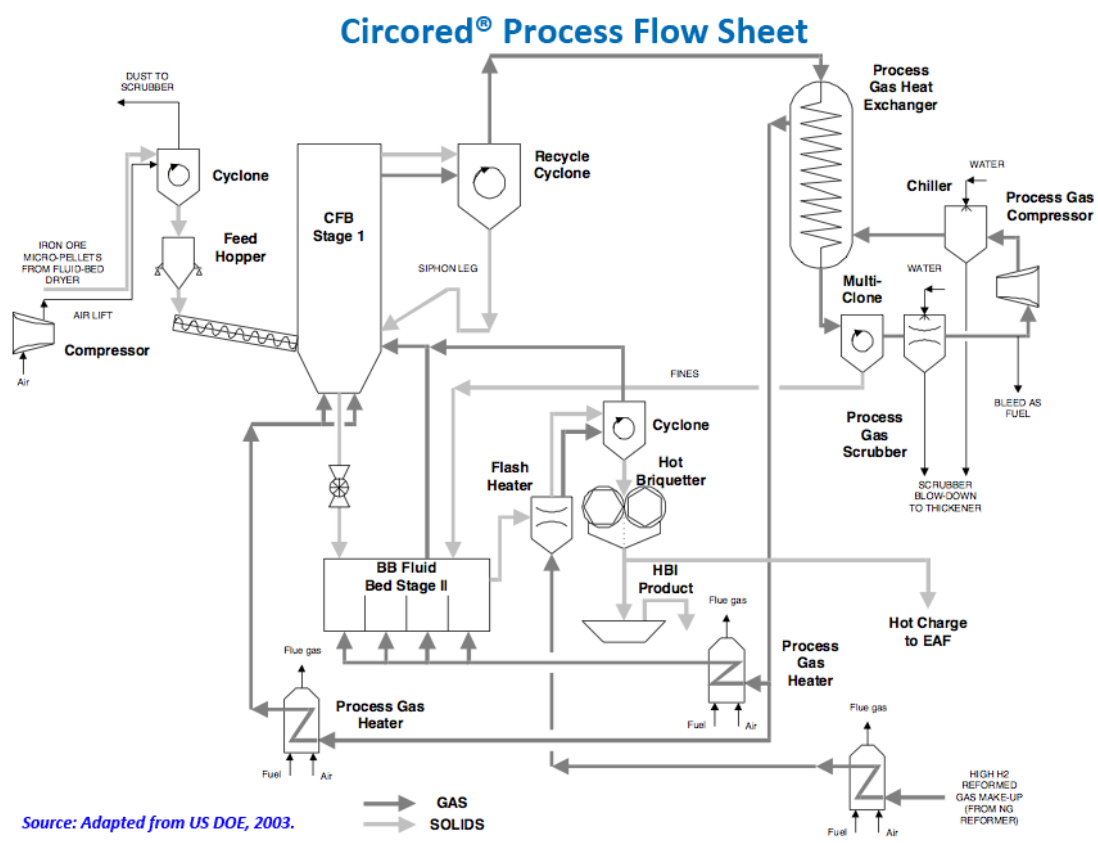 Circored® Process Flow Sheet
DUST TO
SCRUBBER
Cyclone
Feed
Hopper
IRON ORE
MICRO-PELLETS
FROM FLUID-BED
DRYER
AIR LIFT
Compressor
Air
CFB
Stage 1
Recycle
Cyclone
SIPHON LEG
Process
Gas Heat
Exchanger
WATER
Chiller
Process Gas
Compressor
WATER
Multi-
Clone
FINES
BLEED AS
FUEL
Process
Gas
Scrubber
SCRUBBER
BLOW-DOWN
TO THICKENER
Cyclone
Flash
Heater
Hot
Briquetter
BB Fluid
Bed Stage II
HBI
Product
Hot Charge
to EAF
Flue gas
Process
Gas
Heater
Fuel
Air
Flue gas
Process Gas
Heater
Fuel
Air
Flue gas
HIGH H2
REFORMED
GAS MAKE-UP
(FROM NG
REFORMER)
Fuel
Air
GAS
SOLIDS
Source: Adapted from US DOE, 2003.